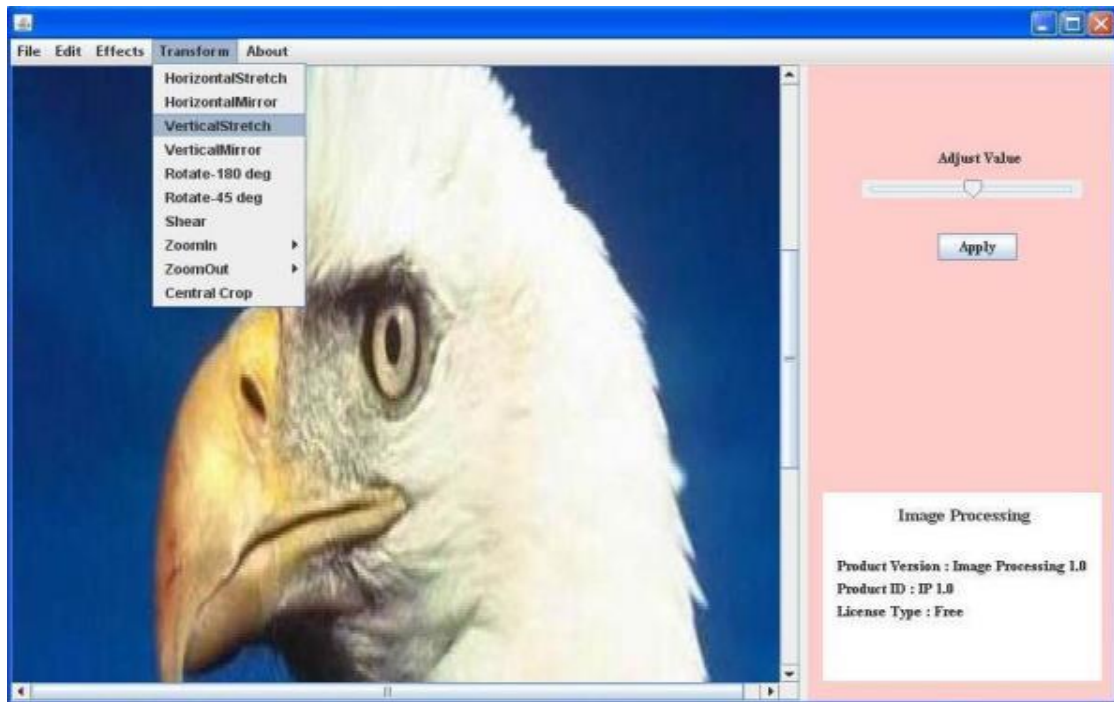 File Edit Effects Transform About
HorizontalStretch
HorizontalMirror
VerticalStretch
VerticalMirror
Rotate-180 deg
Rotate-45 deg
Shear
ZoomIn
ZoomOut
Central Crop
Adjust Value
Apply
Image Processing
Product Version : Image Processing 1.0
Product ID : IP 1.0
License Type : Free